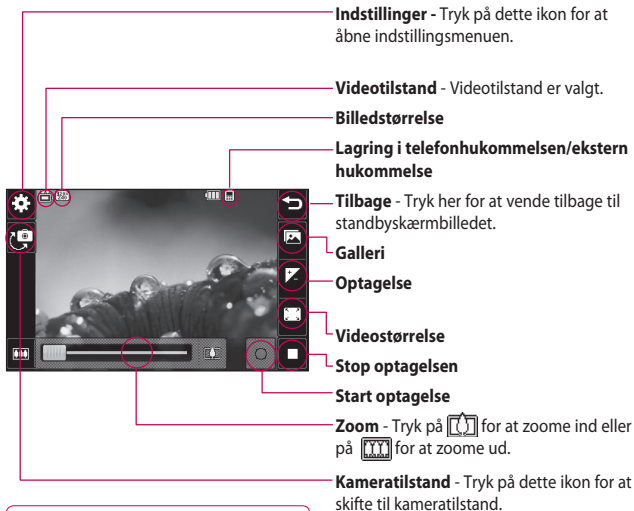 Indstillinger - Tryk på dette ikon for at
åbne indstillingsmenuen.
Videotilstand - Videotilstand er valgt.
Billedstørrelse
Lagring i telefonhukommelsen/ekstern
hukommelse
Tilbage - Tryk her for at vende tilbage til
standbyskærmbilledet.
Galleri
Optagelse
Videostørrelse
Stop optagelsen
Start optagelse
Zoom - Tryk på for at zoome ind eller
på for at zoome ud.
Kameratilstand - Tryk på dette ikon for at
skifte til kameratilstand.